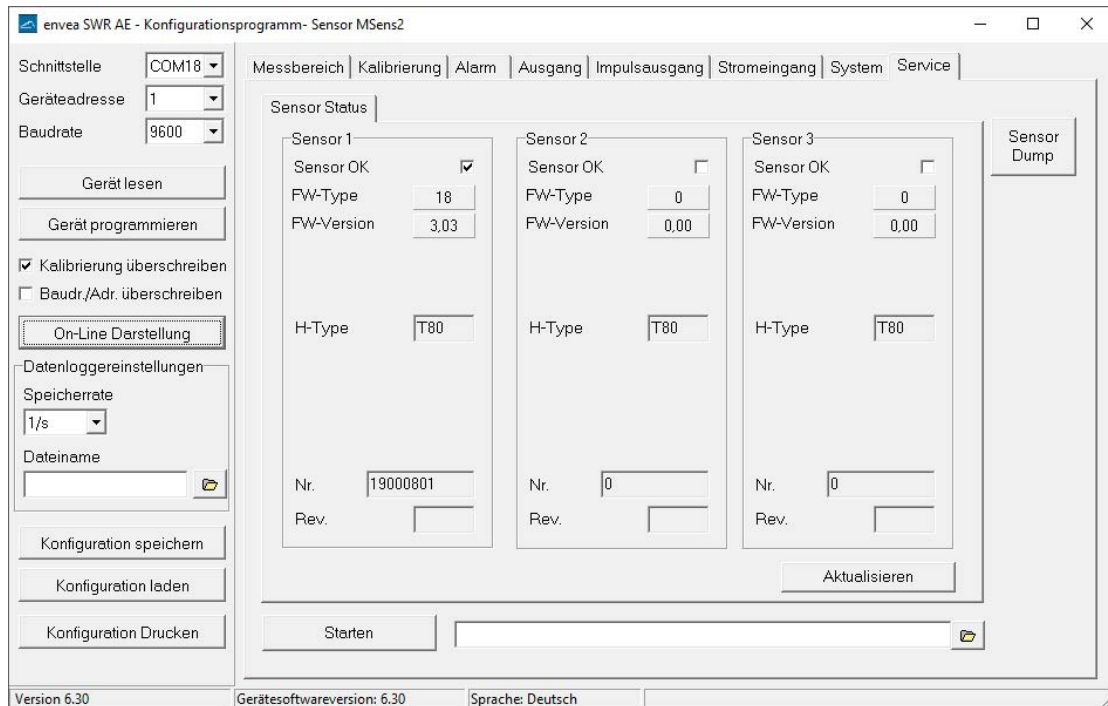 envea SWR AE - Konfigurationsprogramm- Sensor MSens2
Schnittstelle COM18
Geräteadresse 1
Baudrate 9600
Gerät lesen
Gerät programmieren
Kalibrierung überschreiben
Baudr./Adr. überschreiben
On-Line Darstellung
Datenloggereinstellungen
Speicherrate
1/s
Dateiname
Konfiguration speichern
Konfiguration laden
Konfiguration Drucken
Messbereich Kalibrierung Alarm Ausgang Impulsausgang Stromeingang System Service
Sensor Status
Sensor 1
Sensor OK
FW-Type 18
FW-Version 3,03
H-Type T80
Nr. 19000801
Rev.
Sensor 2
Sensor OK
FW-Type 0
FW-Version 0,00
H-Type T80
Nr. 0
Rev.
Sensor 3
Sensor OK
FW-Type 0
FW-Version 0,00
H-Type T80
Nr. 0
Rev.
Aktualisieren
Sensor
Dump
Starten
Version 6.30 Gerätesoftwareversion: 6.30 Sprache: Deutsch